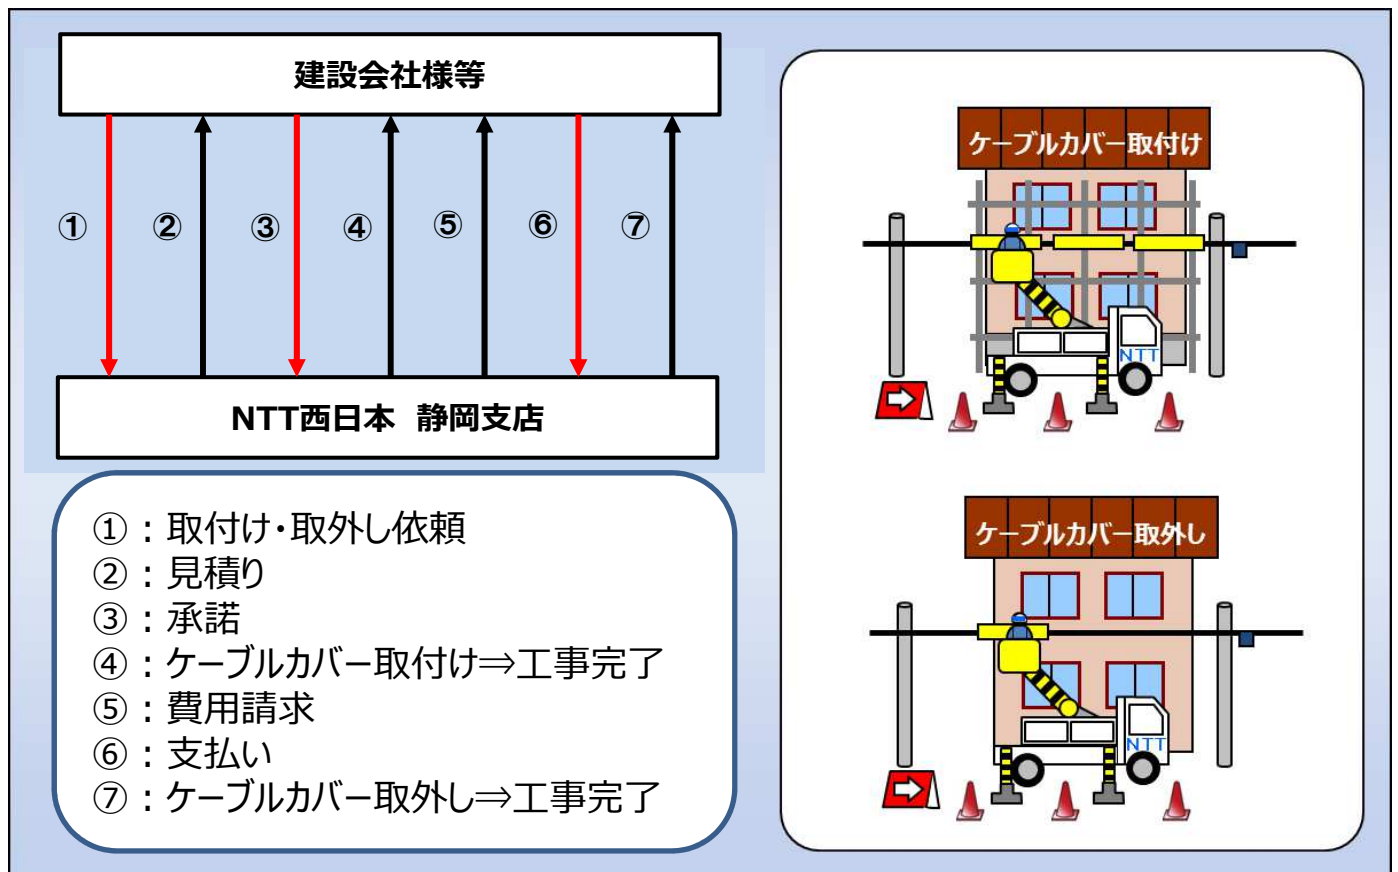 建設会社様等
① ② ③ ④ ⑤ ⑥ ⑦
NTT西日本 静岡支店
①：取付け・取外し依頼
②：見積り
③：承諾
④：ケーブルカバー取付け⇒工事完了
⑤：費用請求
⑥：支払い
⑦：ケーブルカバー取外し⇒工事完了
ケーブルカバー取付け
NTT
ケーブルカバー取外し
NTT